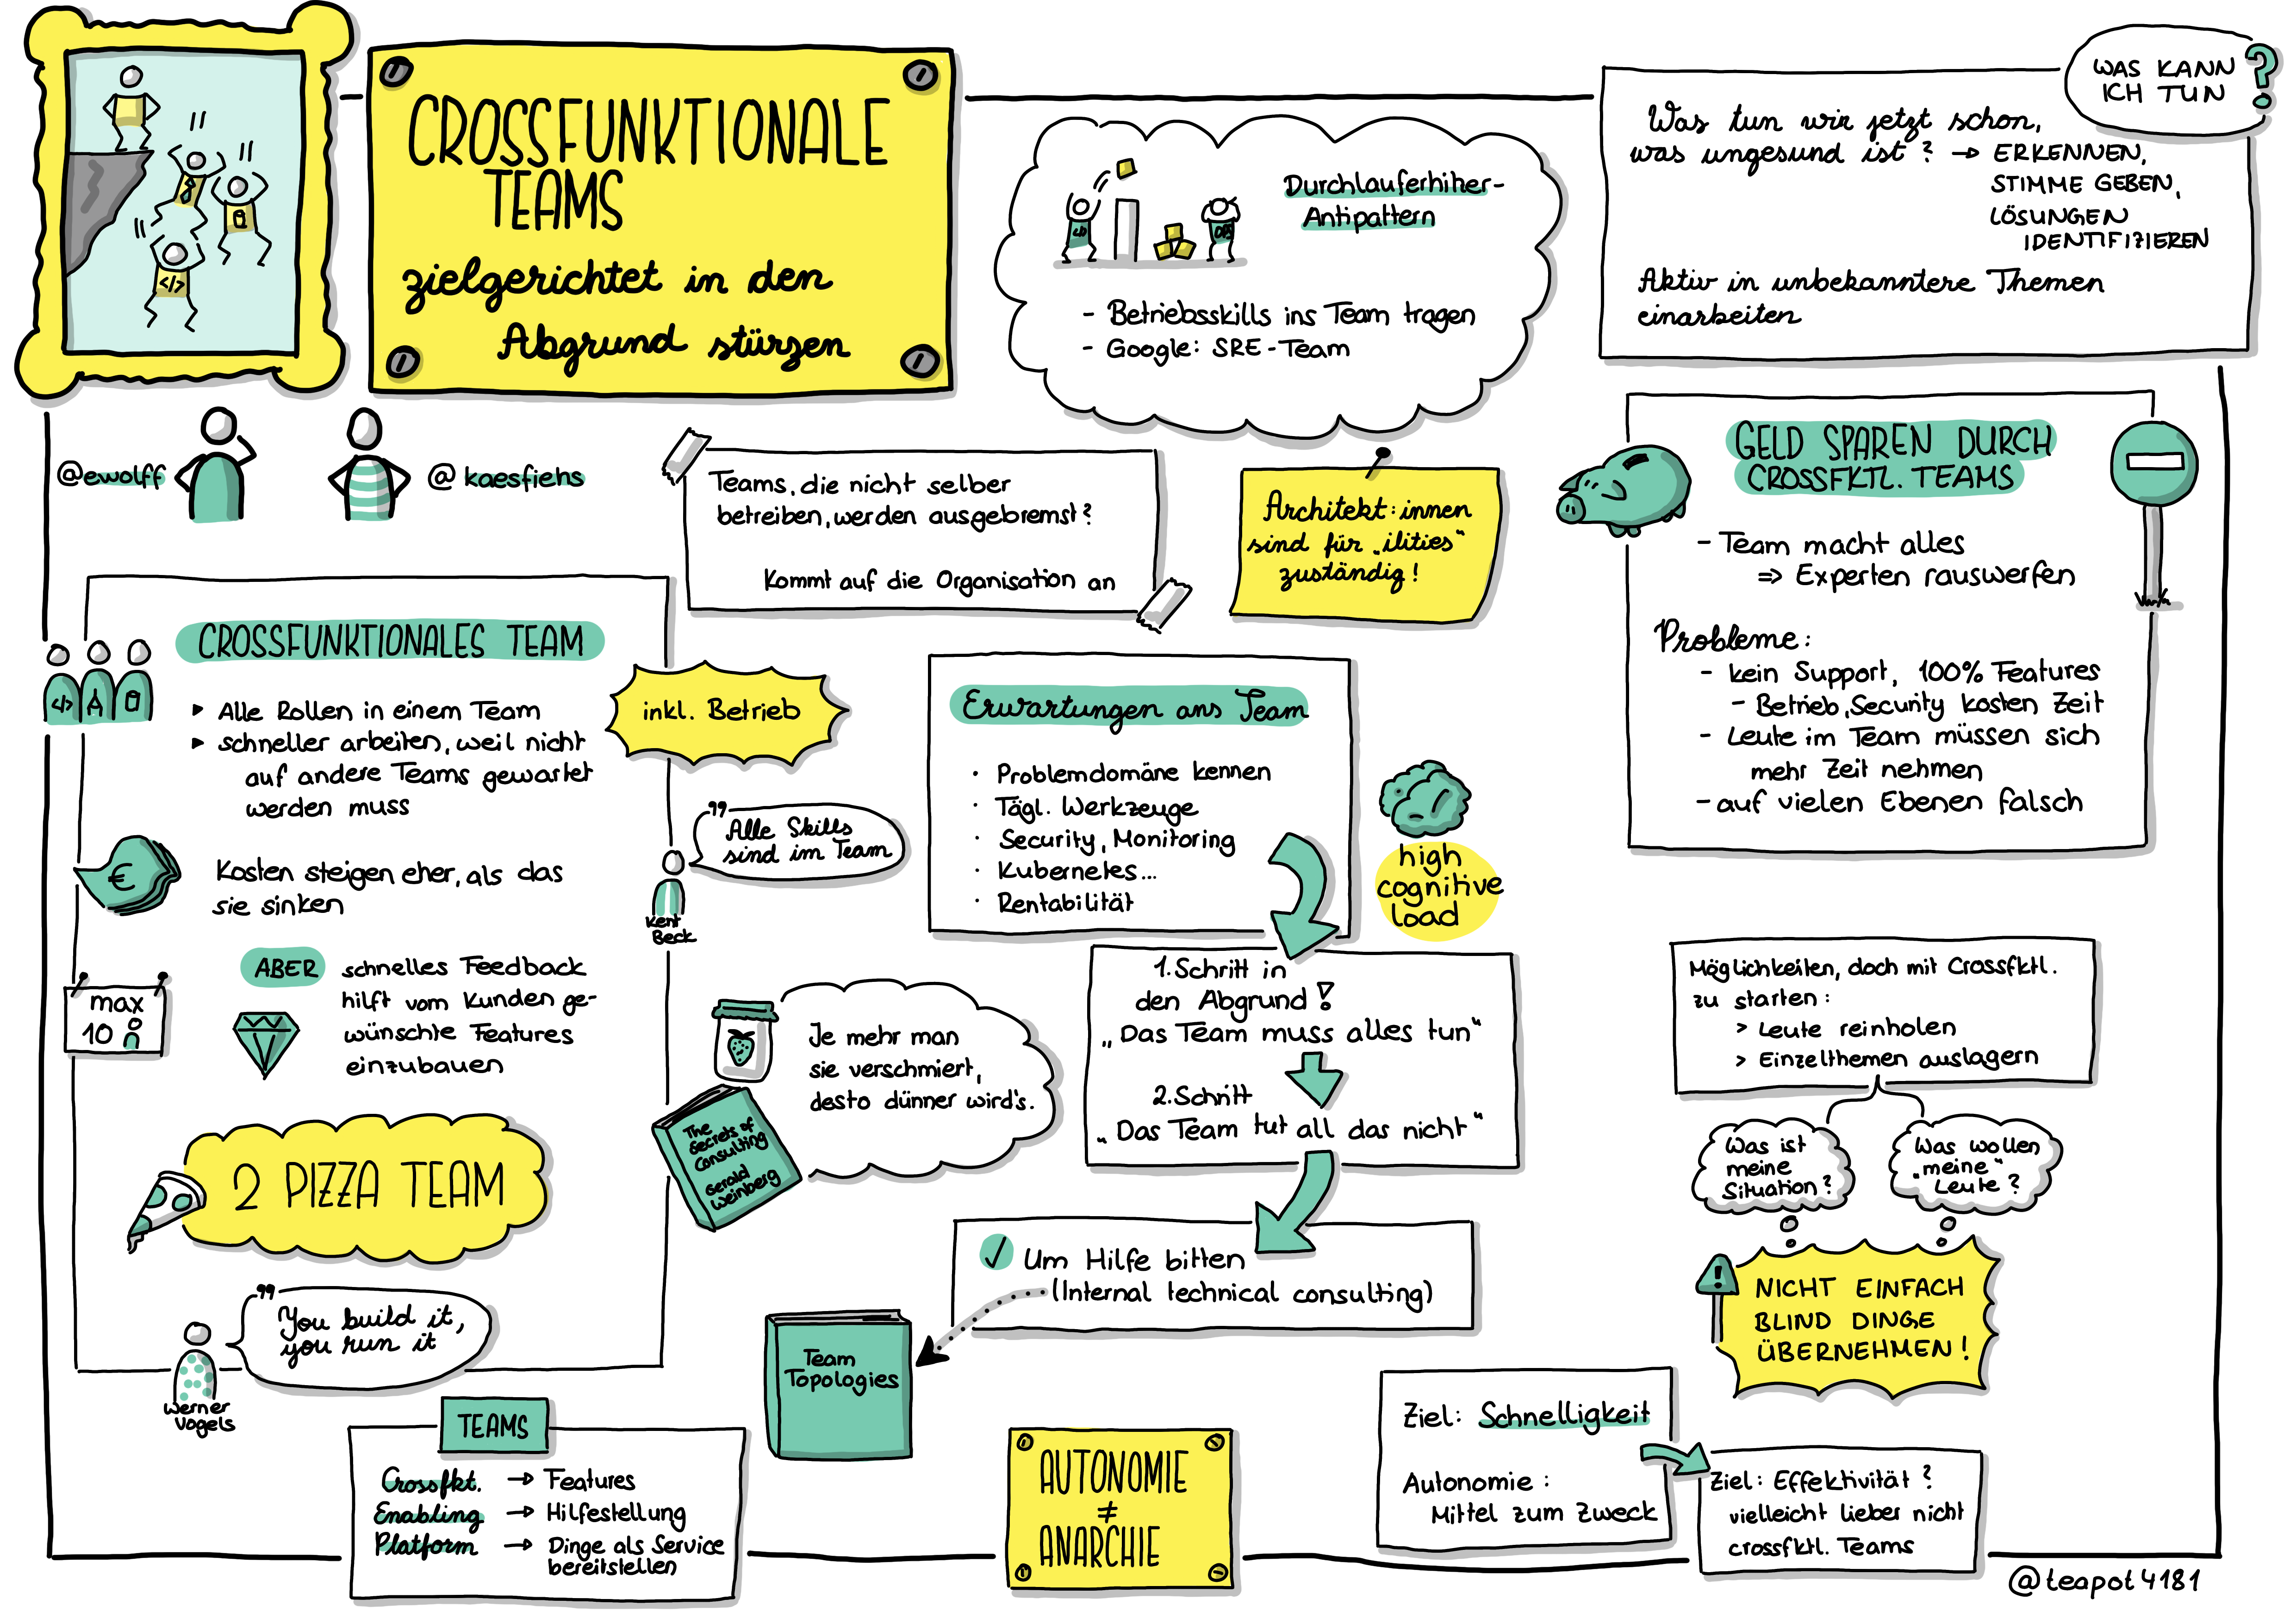 CROSSFUNKTIONALE
TEAMS
zielgerichtet in den
Abgrund stürzen
</>
@ewolff
@kaesfiehs
Durchlauferhitzer-
Antipattern
</>
OPS
- Betriebsskills ins Team tragen
- Google: SRE-Team
WAS KANN
ICH TUN
?
Was tun wir jetzt schon,
was ungesund ist? → ERKENNEN,
STIMME GEBEN,
LÖSUNGEN
IDENTIFIZIEREN
Aktiv in unbekanntere Themen
einarbeiten
Teams, die nicht selber
betreiben, werden ausgebremst?
Kommt auf die Organisation an
Architekt:innen
sind für „ilities“
zuständig!
GELD SPAREN DURCH
CROSSFKTL. TEAMS
- Team macht alles
⇒ Experten rauswerfen
Probleme:
- kein Support, 100% Features
- Betrieb, Security kosten Zeit
- Leute im Team müssen sich
mehr Zeit nehmen
- auf vielen Ebenen falsch
CROSSFUNKTIONALES TEAM
</>
▸ Alle Rollen in einem Team
▸ schneller arbeiten, weil nicht
auf andere Teams gewartet
werden muss
inkl. Betrieb
"Alle Skills
sind im Team
Kent
Beck
€
Kosten steigen eher, als das
sie sinken
ABER
schnelles Feedback
hilft vom Kunden ge-
wünschte Features
einzubauen
max
10
2 PIZZA TEAM
"You build it,
you run it
Werner
Vogels
Erwartungen ans Team
· Problemdomäne kennen
· Tägl. Werkzeuge
· Security, Monitoring
· Kubernetes...
· Rentabilität
high
cognitive
load
Je mehr man
sie verschmiert,
desto dünner wird's.
The
Secrets of
Consulting
Gerald
Weinberg
1. Schritt in
den Abgrund!
„Das Team muss alles tun“
2. Schritt
„Das Team tut all das nicht“
✓ Um Hilfe bitten
(Internal technical consulting)
Team
Topologies
Möglichkeiten, doch mit Crossfktl.
zu starten:
> Leute reinholen
> Einzelthemen auslagern
Was ist
meine
Situation?
Was wollen
"meine"
Leute?
!
NICHT EINFACH
BLIND DINGE
ÜBERNEHMEN!
TEAMS
Crossfkt. → Features
Enabling → Hilfestellung
Platform → Dinge als Service
bereitstellen
AUTONOMIE
≠
ANARCHIE
Ziel: Schnelligkeit
Autonomie:
Mittel zum Zweck
Ziel: Effektivität?
vielleicht lieber nicht
crossfktl. Teams
@teapot4181